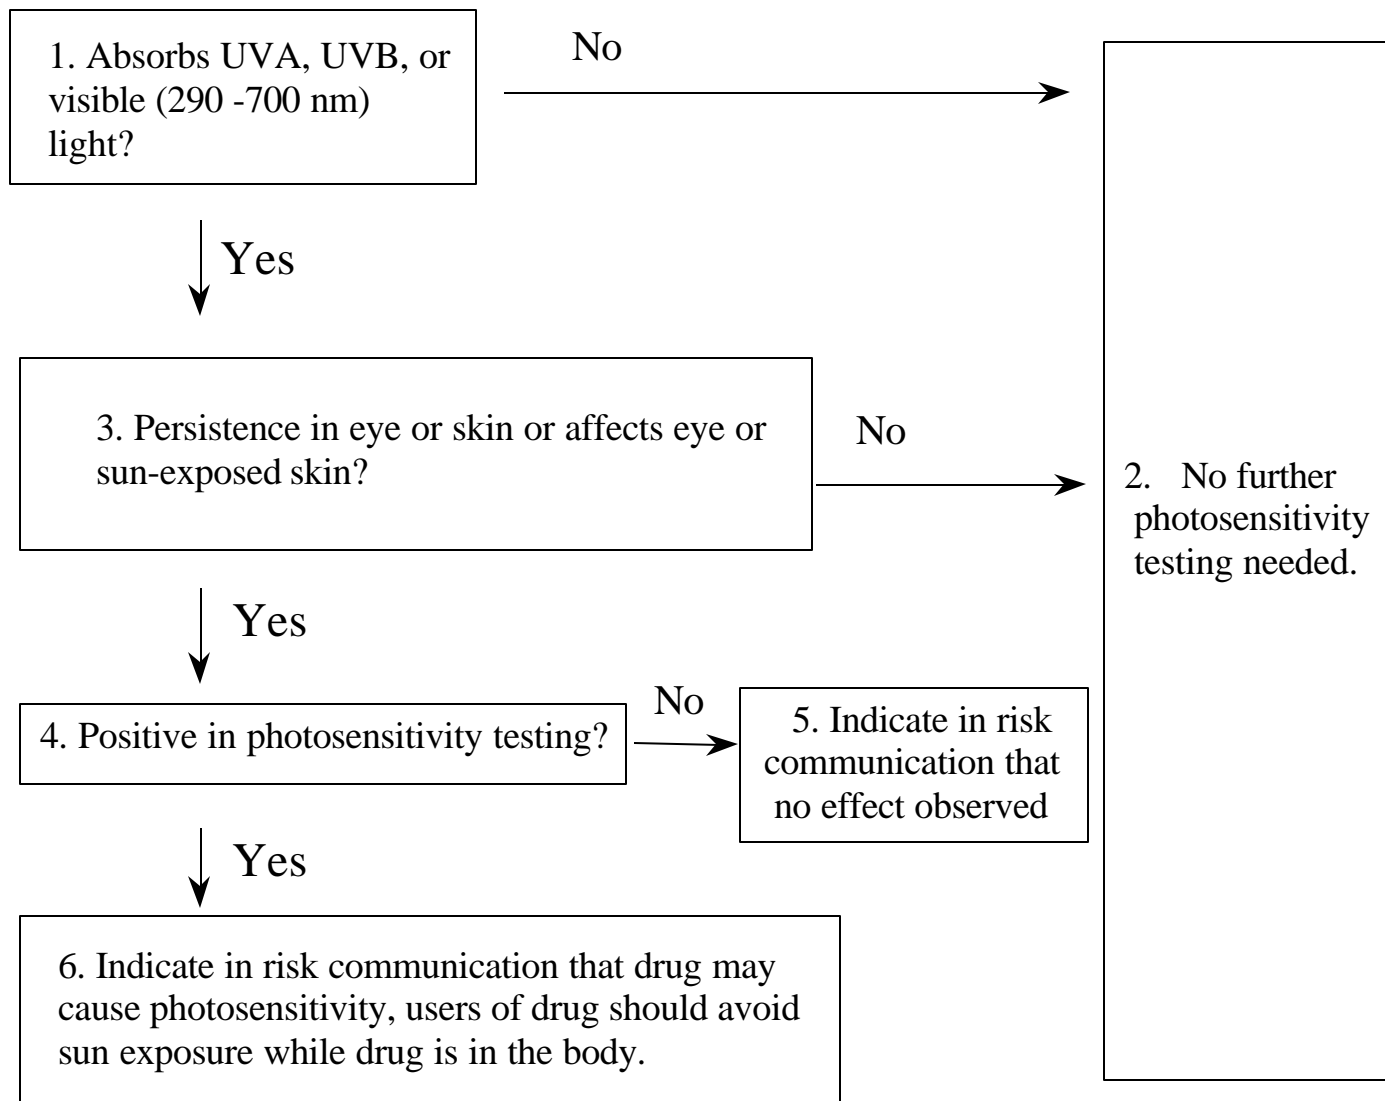 1. Absorbs UVA, UVB, or
visible (290 -700 nm)
light?
No
Yes
3. Persistence in eye or skin or affects eye or
sun-exposed skin?
No
2. No further
photosensitivity
testing needed.
Yes
4. Positive in photosensitivity testing?
No
5. Indicate in risk
communication that
no effect observed
Yes
6. Indicate in risk communication that drug may
cause photosensitivity, users of drug should avoid
sun exposure while drug is in the body.